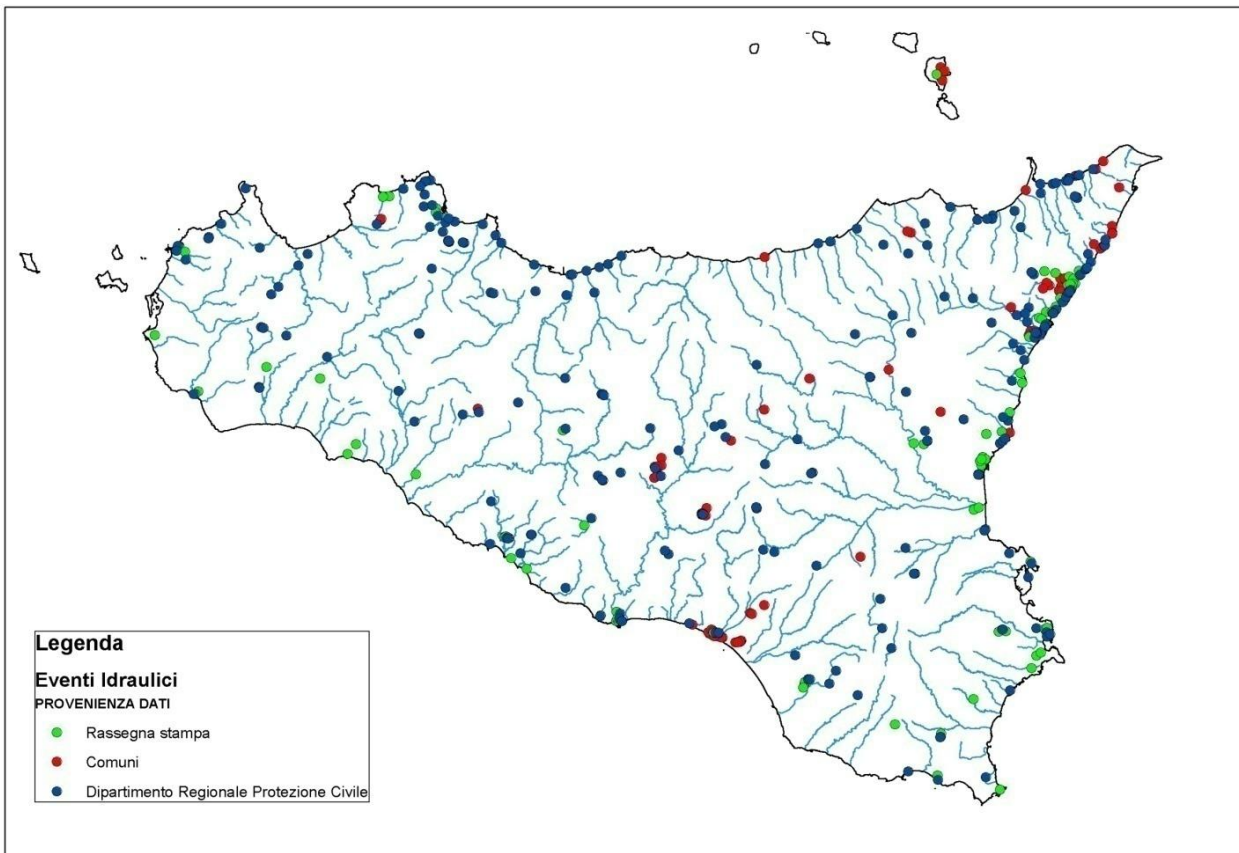 Legenda
Eventi Idraulici
PROVENIENZA DATI
Rassegna stampa
Comuni
Dipartimento Regionale Protezione Civile